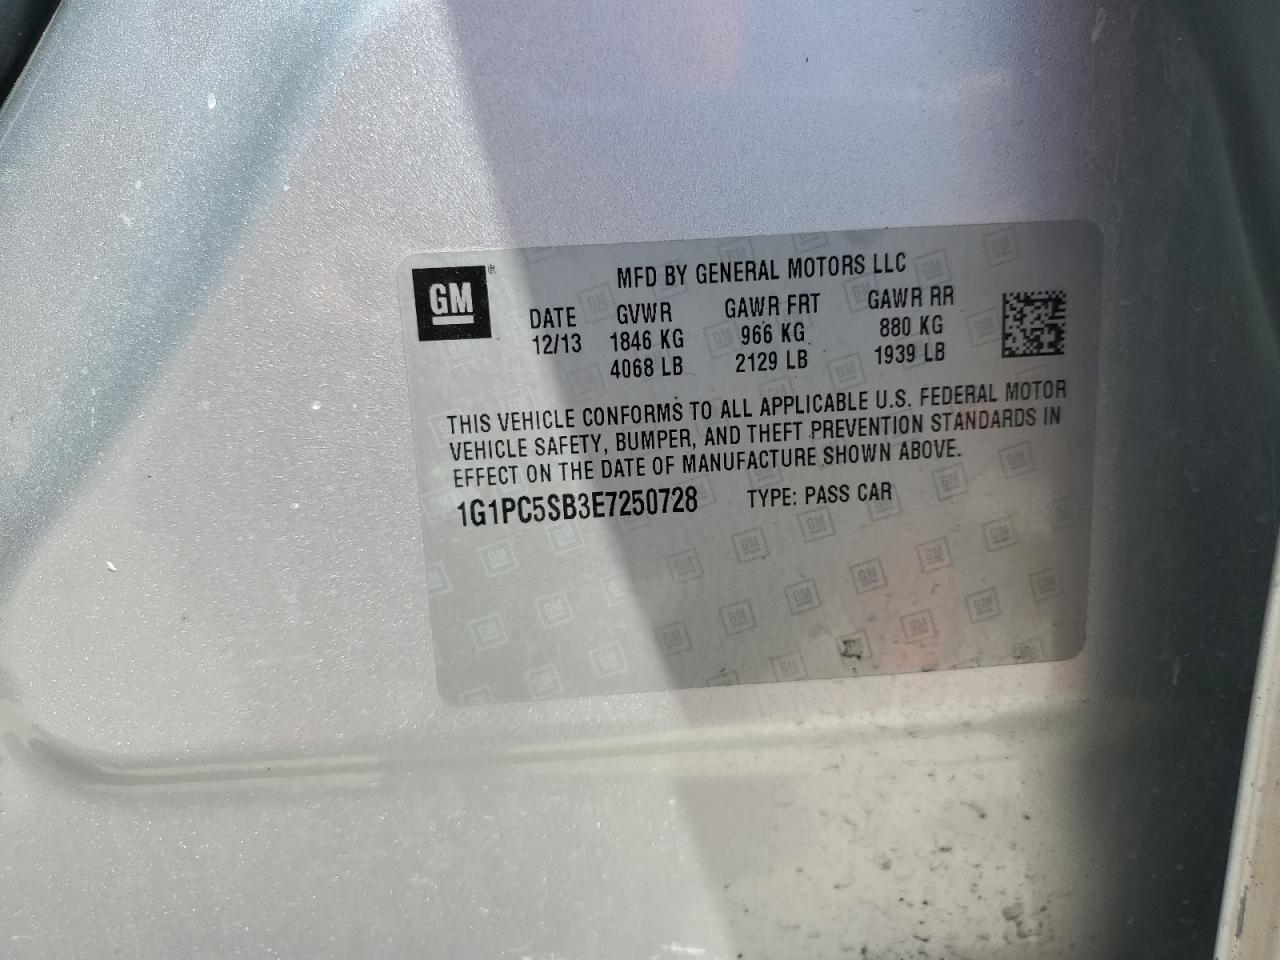 GM®
MFD BY GENERAL MOTORS LLC
DATE GVWR GAWR FRT GAWR RR
12/13 1846 KG 966 KG 880 KG
4068 LB 2129 LB 1939 LB
THIS VEHICLE CONFORMS TO ALL APPLICABLE U.S. FEDERAL MOTOR
VEHICLE SAFETY, BUMPER, AND THEFT PREVENTION STANDARDS IN
EFFECT ON THE DATE OF MANUFACTURE SHOWN ABOVE.
1G1PC5SB3E7250728 TYPE: PASS CAR